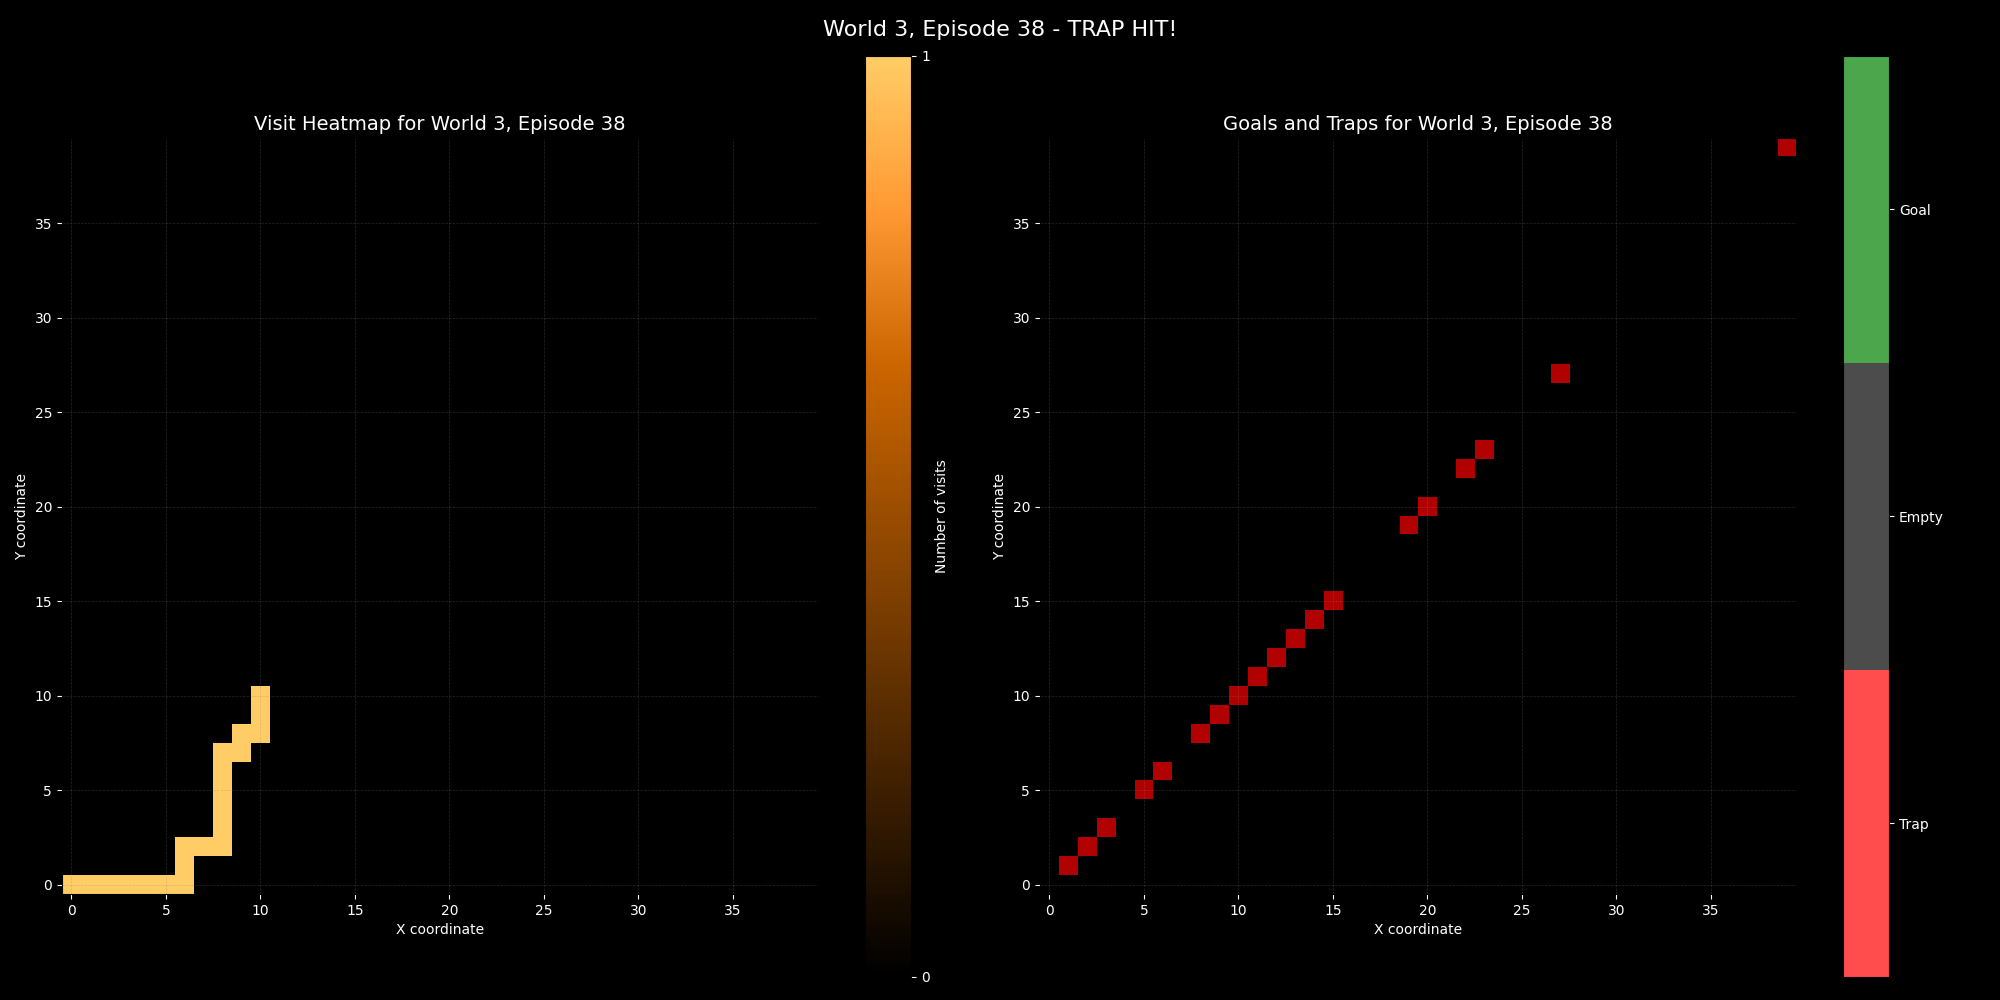 World 3, Episode 38 - TRAP HIT!
Visit Heatmap for World 3, Episode 38
35
30
25
20
15
10
5
0
Y coordinate
0 5 10 15 20 25 30 35
X coordinate
1
0
Number of visits
Goals and Traps for World 3, Episode 38
35
30
25
20
15
10
5
0
Y coordinate
0 5 10 15 20 25 30 35
X coordinate
Goal
Empty
Trap